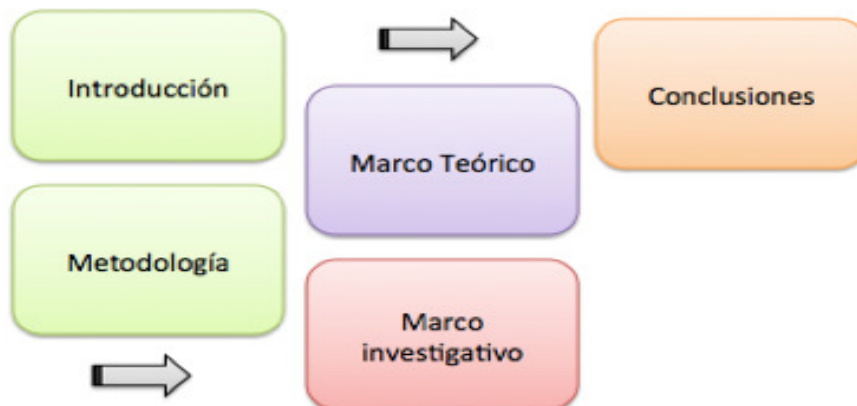 Introducción
Metodología
Marco Teórico
Marco
investigativo
Conclusiones